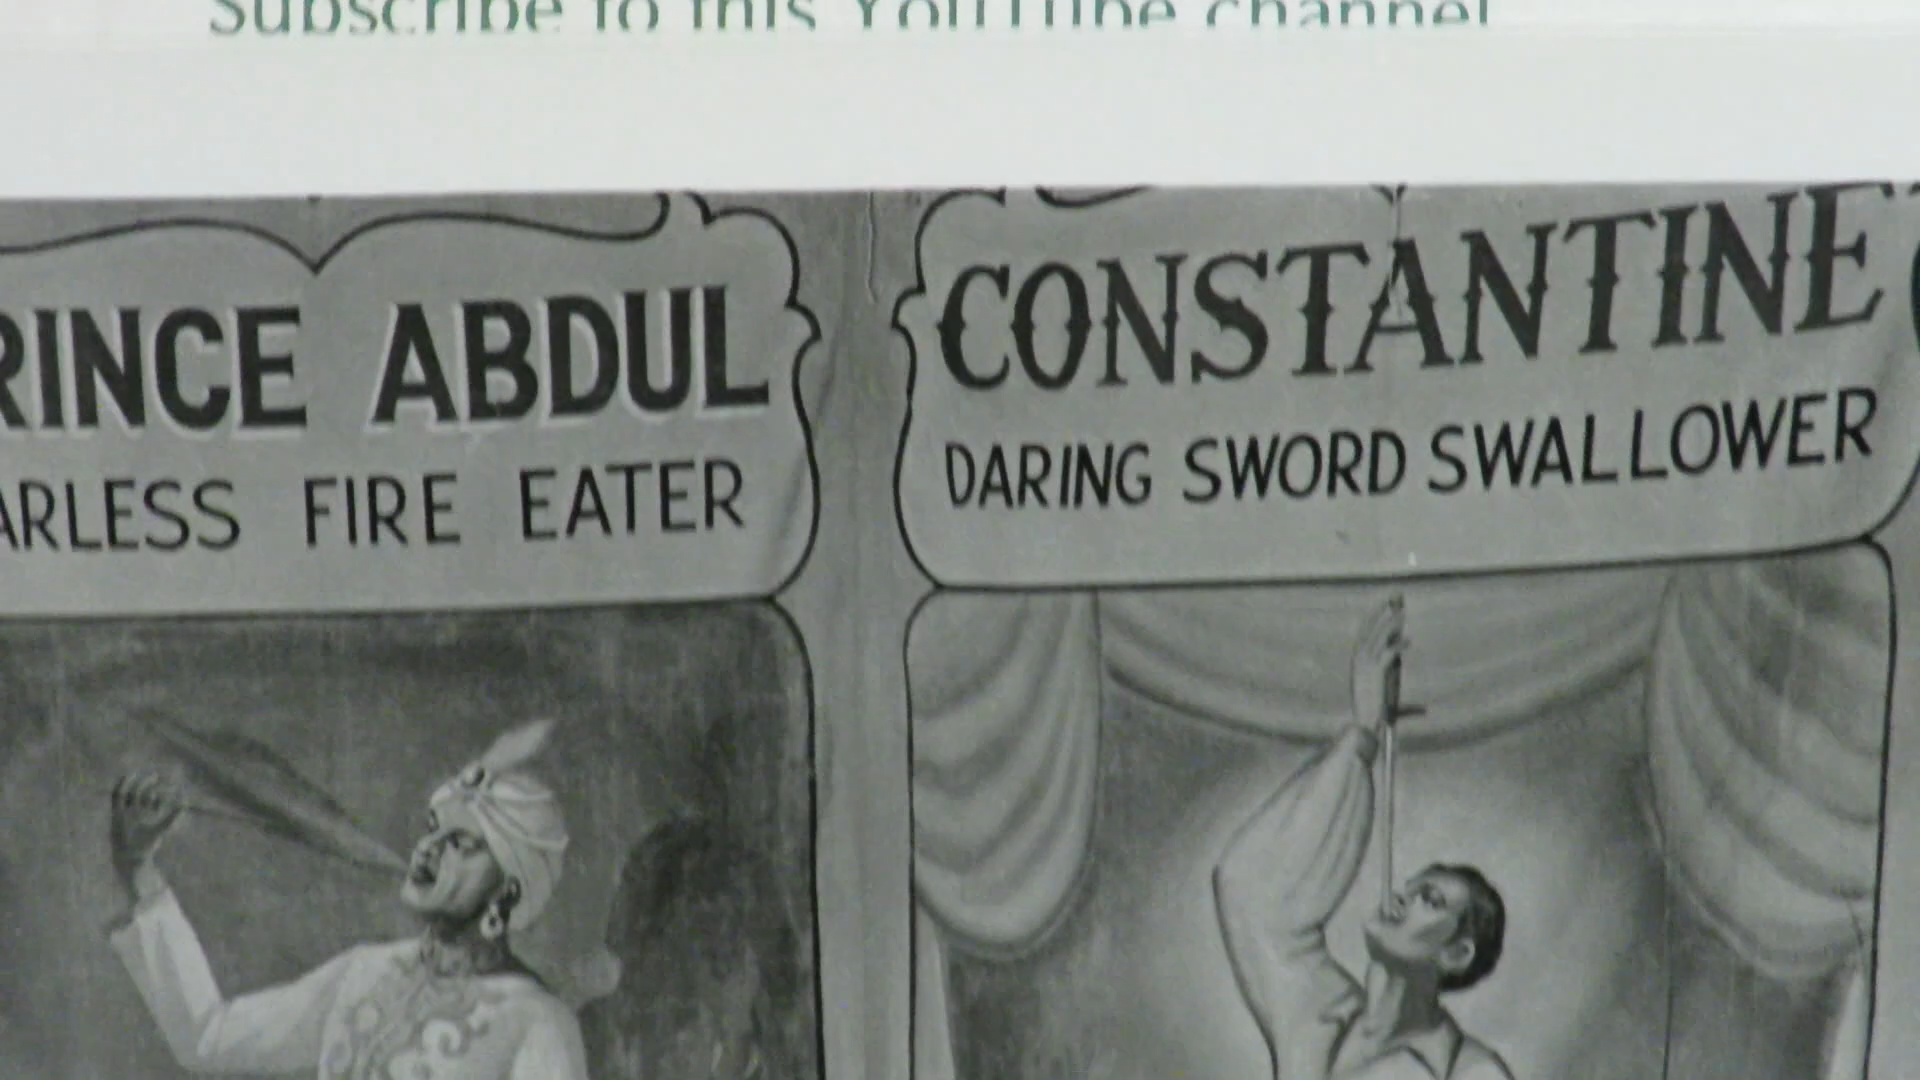 Subscribe to this YouTube channel
RINCE ABDUL
ARLESS FIRE EATER
CONSTANTINE
DARING SWORD SWALLOWER